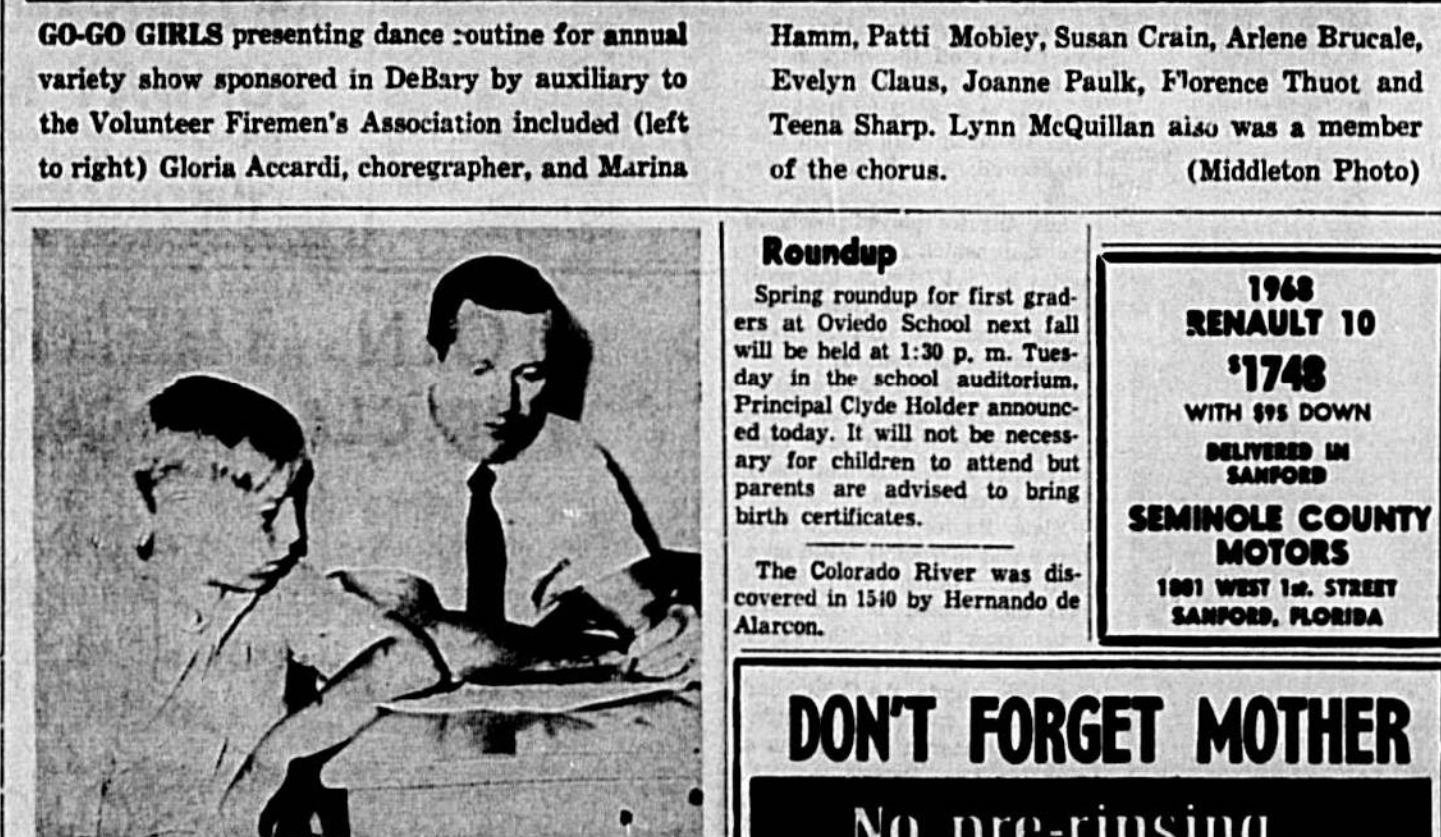 GO-GO GIRLS presenting dance routine for annual
variety show sponsored in DeBary by auxiliary to
the Volunteer Firemen's Association included (left
to right) Gloria Accardi, choregrapher, and Marina
Hamm, Patti Mobley, Susan Crain, Arlene Brucale,
Evelyn Claus, Joanne Paulk, Florence Thuot and
Teena Sharp. Lynn McQuillan also was a member
of the chorus. (Middleton Photo)
Roundup
Spring roundup for first grad-
ers at Oviedo School next fall
will be held at 1:30 p. m. Tues-
day in the school auditorium,
Principal Clyde Holder announc-
ed today. It will not be necess-
ary for children to attend but
parents are advised to bring
birth certificates.
The Colorado River was dis-
covered in 1540 by Hernando de
Alarcon.
1968
RENAULT 10
$1748
WITH $95 DOWN
DELIVERED IN
SANFORD
SEMINOLE COUNTY
MOTORS
1801 WEST 1st. STREET
SANFORD, FLORIDA
DON'T FORGET MOTHER
No pre-rinsing